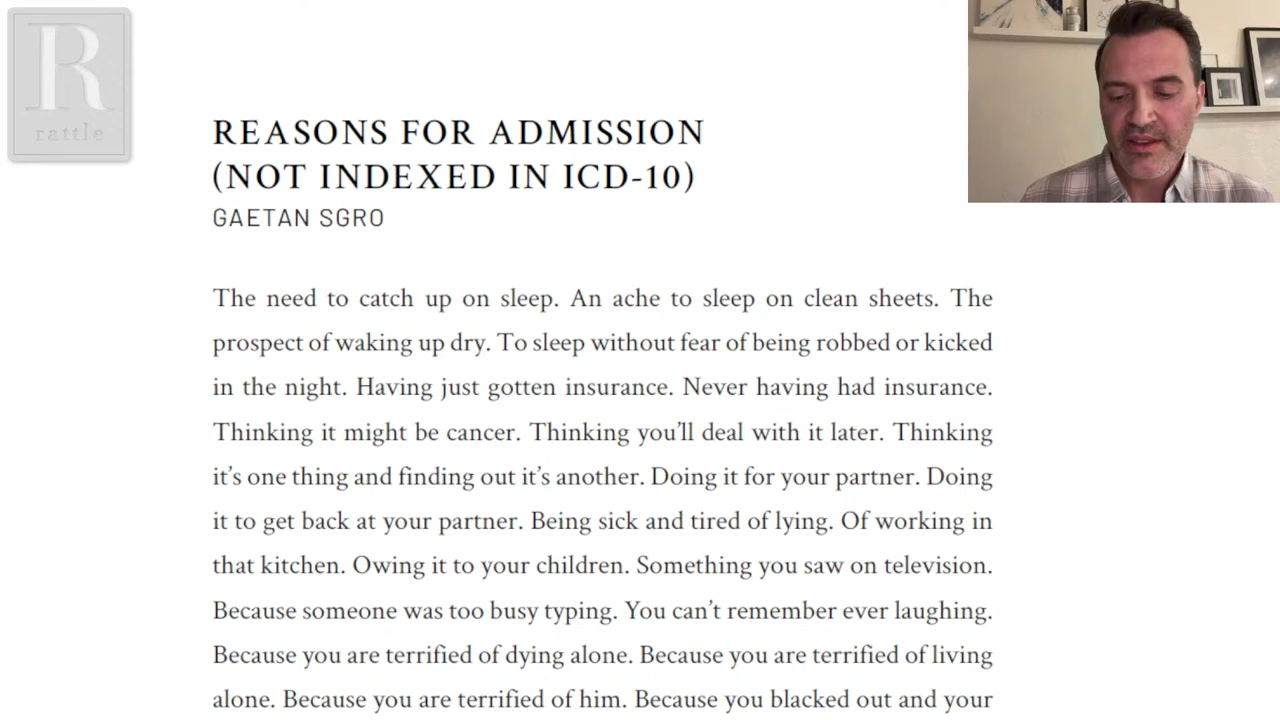 R
rattle
REASONS FOR ADMISSION
(NOT INDEXED IN ICD-10)
GAETAN SGRO
The need to catch up on sleep. An ache to sleep on clean sheets. The
prospect of waking up dry. To sleep without fear of being robbed or kicked
in the night. Having just gotten insurance. Never having had insurance.
Thinking it might be cancer. Thinking you’ll deal with it later. Thinking
it’s one thing and finding out it’s another. Doing it for your partner. Doing
it to get back at your partner. Being sick and tired of lying. Of working in
that kitchen. Owing it to your children. Something you saw on television.
Because someone was too busy typing. You can’t remember ever laughing.
Because you are terrified of dying alone. Because you are terrified of living
alone. Because you are terrified of him. Because you blacked out and your